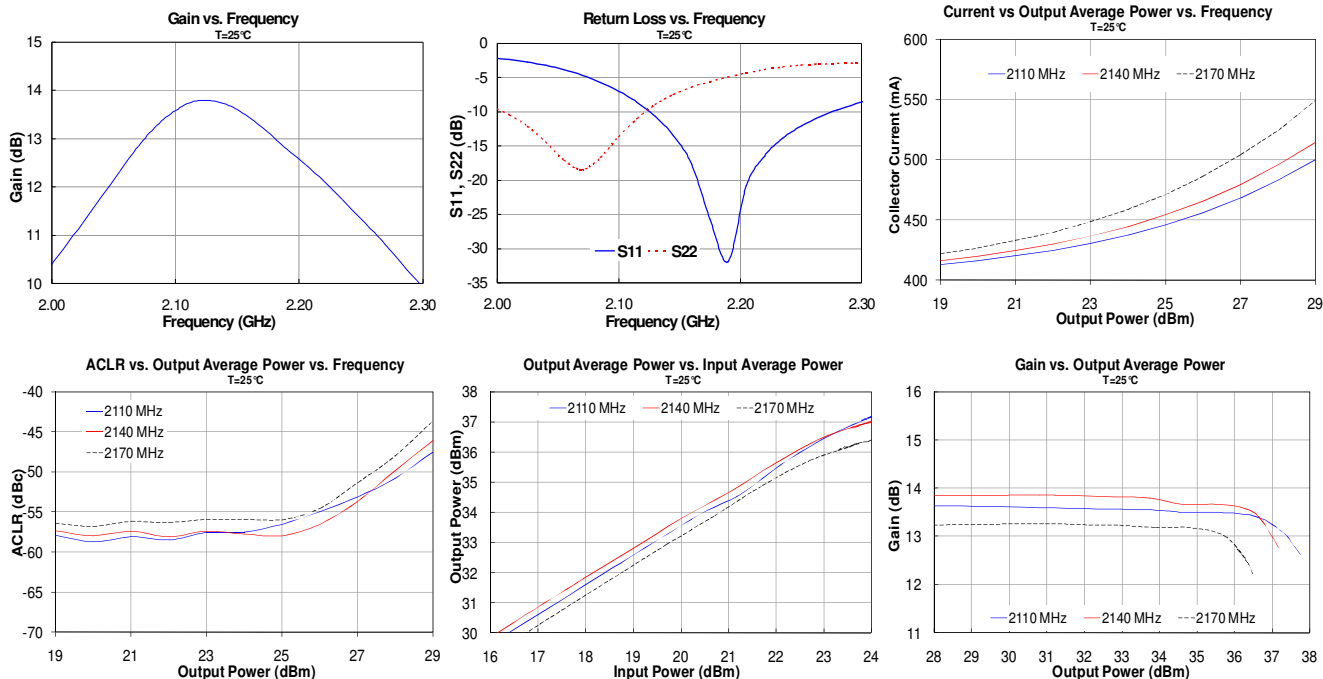 Gain vs. Frequency
T=25°C
15
14
13
12
11
10
Gain (dB)
2.00
2.10
2.20
2.30
Frequency (GHz)
Return Loss vs. Frequency
T=25°C
0
-5
-10
-15
-20
-25
-30
-35
S11, S22 (dB)
S11
S22
2.00
2.10
2.20
2.30
Frequency (GHz)
Current vs Output Average Power vs. Frequency
T=25°C
600
550
500
450
400
Collector Current (mA)
2110 MHz
2140 MHz
2170 MHz
19
21
23
25
27
29
Output Power (dBm)
ACLR vs. Output Average Power vs. Frequency
T=25°C
-40
-45
-50
-55
-60
-65
-70
ACLR (dBc)
2110 MHz
2140 MHz
2170 MHz
19
21
23
25
27
29
Output Power (dBm)
Output Average Power vs. Input Average Power
T=25°C
38
37
36
35
34
33
32
31
30
Output Power (dBm)
2110 MHz
2140 MHz
2170 MHz
16
17
18
19
20
21
22
23
24
Input Power (dBm)
Gain vs. Output Average Power
T=25°C
16
15
14
13
12
11
Gain (dB)
2110 MHz
2140 MHz
2170 MHz
28
29
30
31
32
33
34
35
36
37
38
Output Power (dBm)